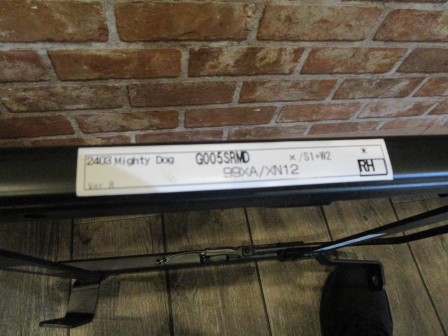 2403 Mighty Dog G005SRMD ×/S1+W2
99XA/XN12 RH
Ver. B